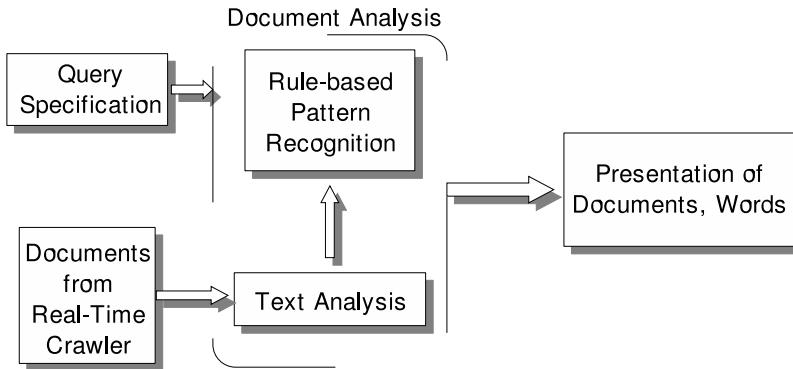 Document Analysis
Query
Specification
Rule-based
Pattern
Recognition
Presentation of
Documents, Words
Documents
from
Real-Time
Crawler
Text Analysis